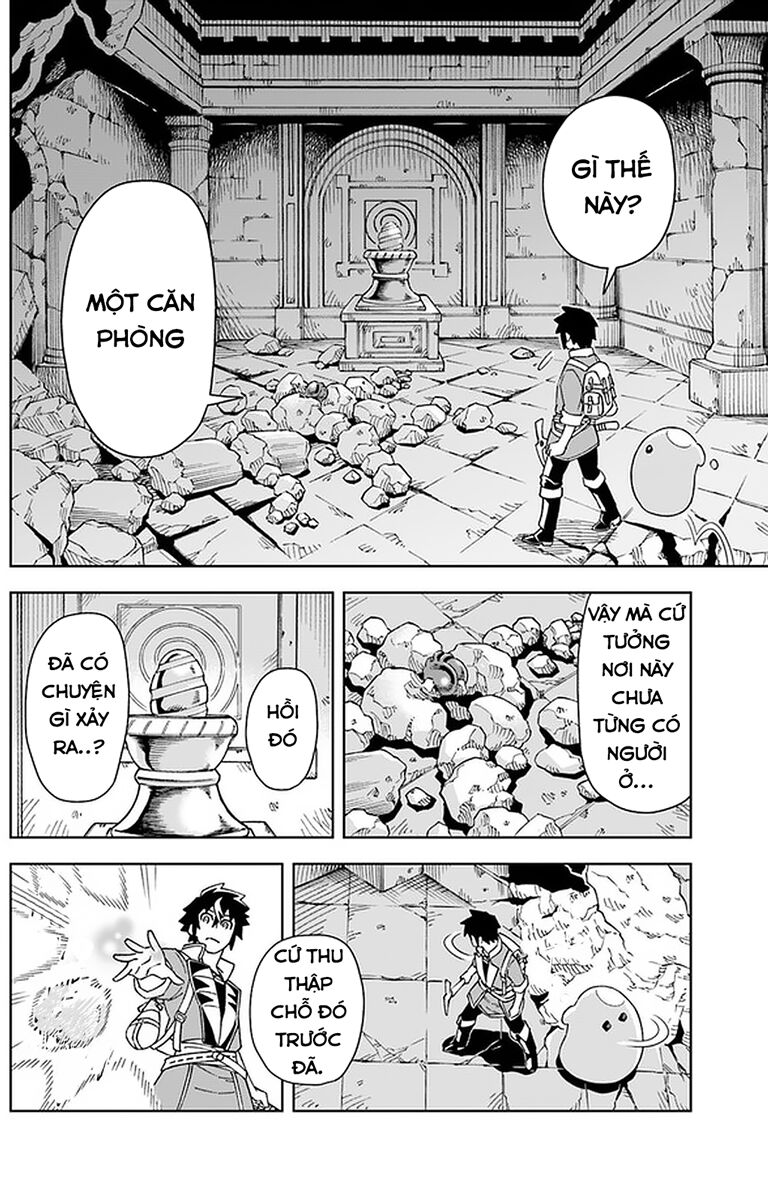 GÌ THẾ
NÀY?
MỘT CĂN
PHÒNG
VẬY MÀ CỨ
TƯỞNG
NƠI NÀY
CHƯA
TỪNG CÓ
NGƯỜI
Ở...
HỒI
ĐÓ
ĐÃ CÓ
CHUYỆN
GÌ XẢY
RA..?
CỨ THU
THẬP
CHỖ ĐÓ
TRƯỚC
ĐÃ.